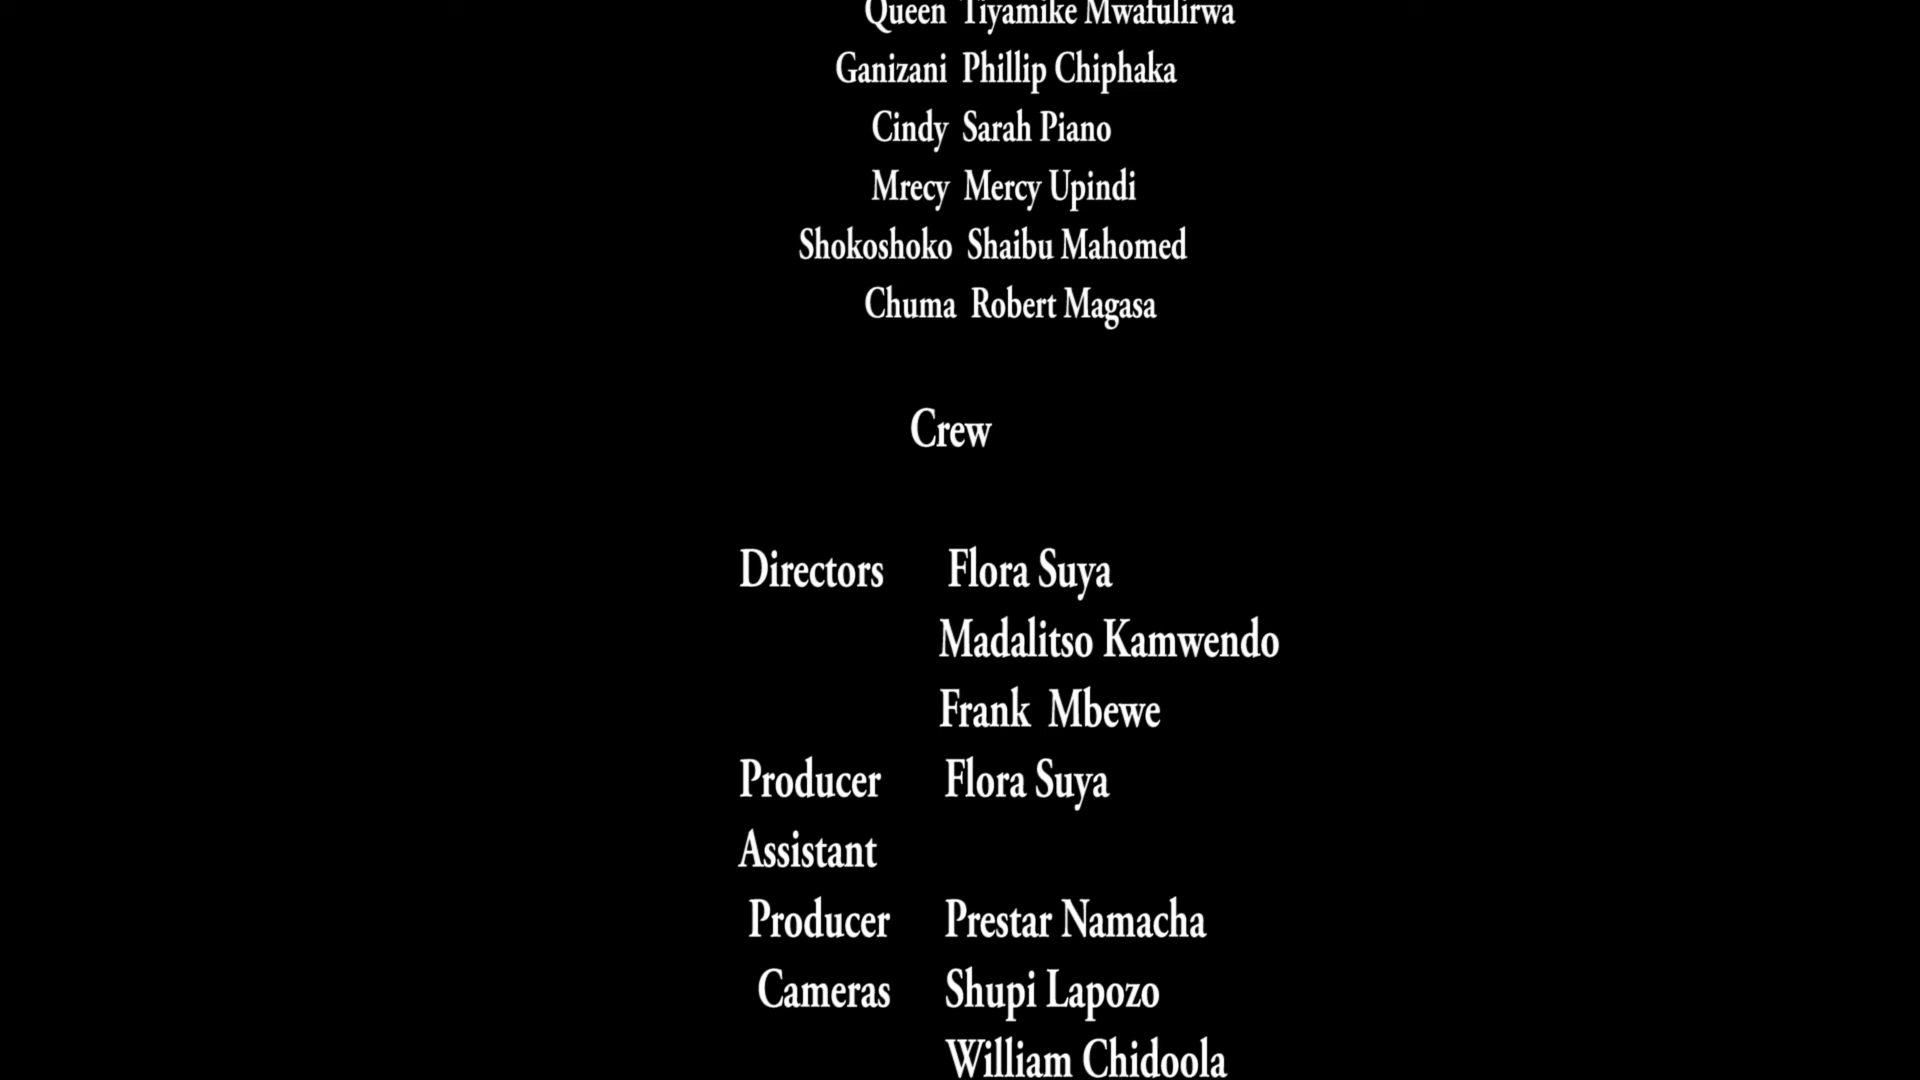 Queen Tiyamike Mwafulirwa
Ganizani Phillip Chiphaka
Cindy Sarah Piano
Mrecy Mercy Upindi
Shokoshoko Shaibu Mahomed
Chuma Robert Magasa
Crew
Directors Flora Suya
Madalitso Kamwendo
Frank Mbewe
Producer Flora Suya
Assistant
Producer Prestar Namacha
Cameras Shupi Lapozo
William Chidoola